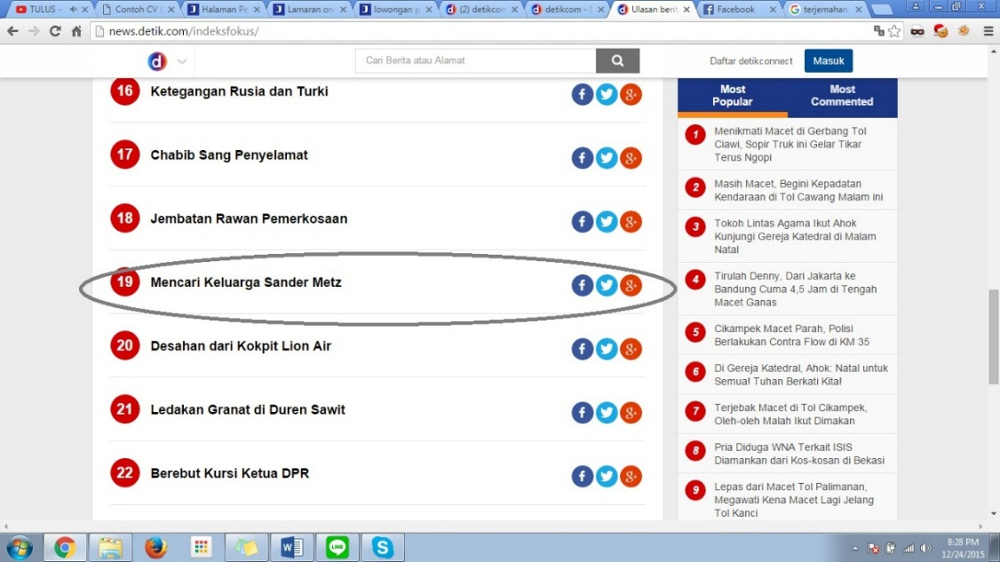 TULUS -
Contoh CV
Halaman Pe
Lamaran onl
lowongan p
(2) detikcom
detikcom -
Ulasan berit
Facebook
terjemahan
news.detik.com/indeksfokus/
d
Cari Berita atau Alamat
Daftar detikconnect
Masuk
16 Ketegangan Rusia dan Turki
17 Chabib Sang Penyelamat
18 Jembatan Rawan Pemerkosaan
19 Mencari Keluarga Sander Metz
20 Desahan dari Kokpit Lion Air
21 Ledakan Granat di Duren Sawit
22 Berebut Kursi Ketua DPR
Most
Popular
Most
Commented
1 Menikmati Macet di Gerbang Tol
Ciawi, Sopir Truk ini Gelar Tikar
Terus Ngopi
2 Masih Macet, Begini Kepadatan
Kendaraan di Tol Cawang Malam ini
3 Tokoh Lintas Agama Ikut Ahok
Kunjungi Gereja Katedral di Malam
Natal
4 Tirulah Denny, Dari Jakarta ke
Bandung Cuma 4,5 Jam di Tengah
Macet Ganas
5 Cikampek Macet Parah, Polisi
Berlakukan Contra Flow di KM 35
6 Di Gereja Katedral, Ahok: Natal untuk
Semua! Tuhan Berkati Kita!
7 Terjebak Macet di Tol Cikampek,
Oleh-oleh Malah Ikut Dimakan
8 Pria Diduga WNA Terkait ISIS
Diamankan dari Kos-kosan di Bekasi
9 Lepas dari Macet Tol Palimanan,
Megawati Kena Macet Lagi Jelang
Tol Kanci
8:28 PM
12/24/2015